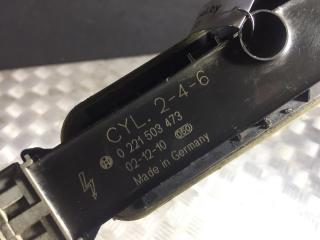 CYL. 2-4-6
0 221 503 473
02-12-10
Made in Germany